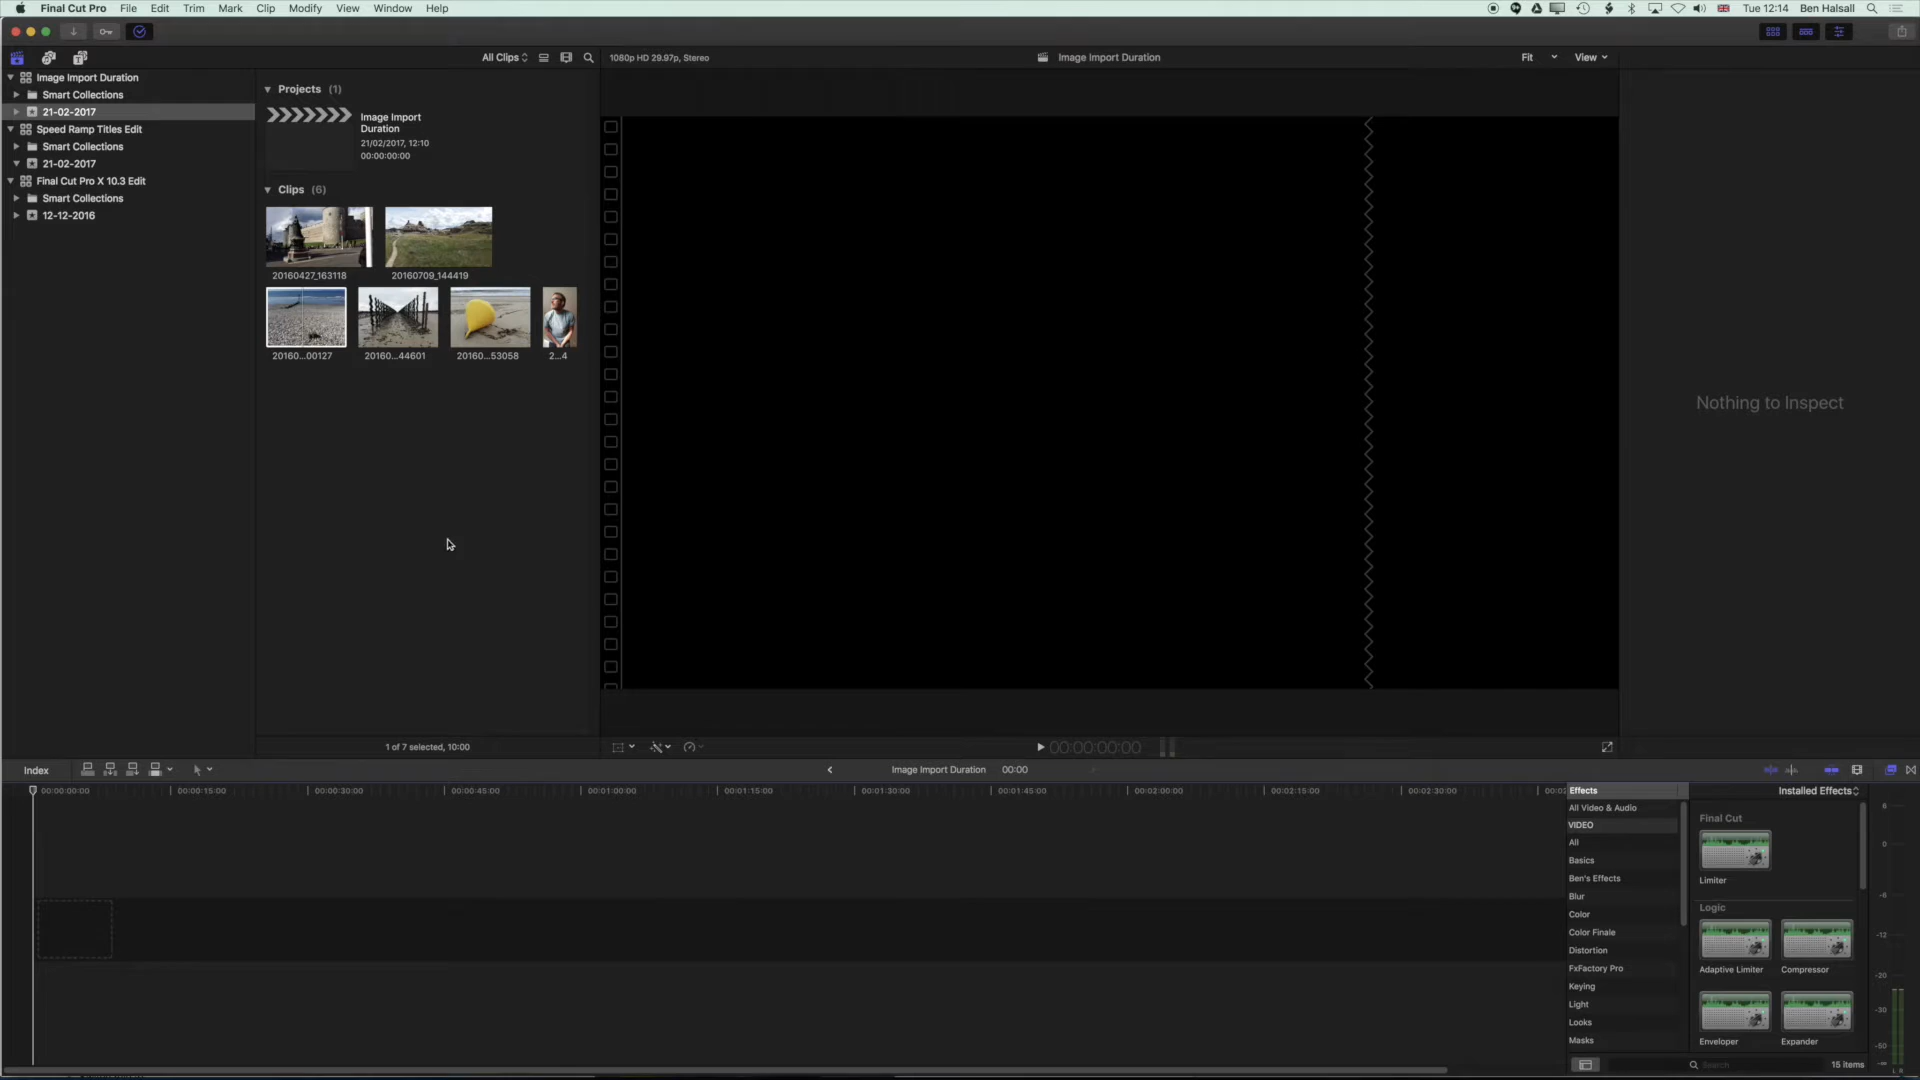 Final Cut Pro File Edit Trim Mark Clip Modify View Window Help Tue 12:14 Ben Halsall
All Clips 1080p HD 29.97p, Stereo Image Import Duration Fit View
Image Import Duration
Smart Collections
21-02-2017
Speed Ramp Titles Edit
Smart Collections
21-02-2017
Final Cut Pro X 10.3 Edit
Smart Collections
12-12-2016
Projects (1)
Image Import
Duration
21/02/2017, 12:10
00:00:00:00
Clips (6)
20160427_163118 20160709_144419
20160...00127 20160...44601 20160...53058 2...4
Nothing to Inspect
1 of 7 selected, 10:00 00:00:00:00
Index Image Import Duration 00:00
00:00:00:00 00:00:15:00 00:00:30:00 00:00:45:00 00:01:00:00 00:01:15:00 00:01:30:00 00:01:45:00 00:02:00:00 00:02:15:00 00:02:30:00
Effects Installed Effects
All Video & Audio
VIDEO
All
Basics
Ben's Effects
Blur
Color
Color Finale
Distortion
FxFactory Pro
Keying
Light
Looks
Masks
Final Cut
Limiter
Logic
Adaptive Limiter Compressor
Enveloper Expander
Search 15 items
6
0
-6
-12
-20
-30
-50
-∞
L R